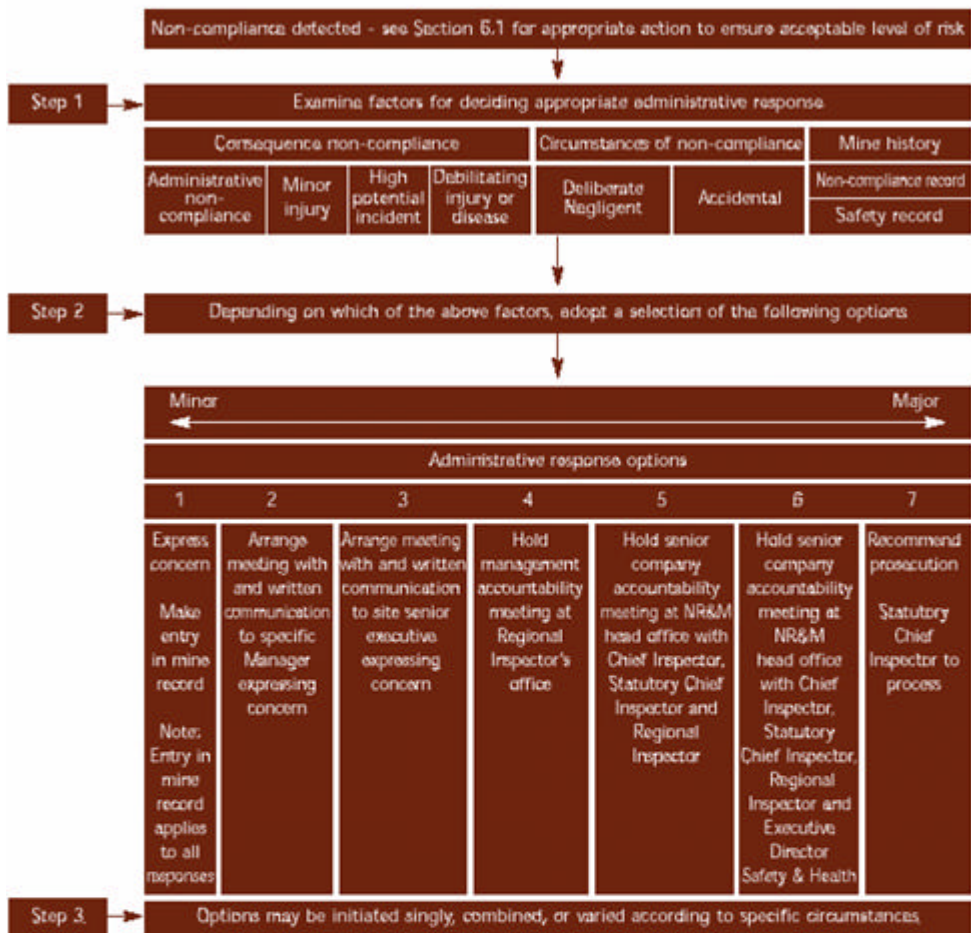 Non-compliance detected - see Section 6.1 for appropriate action to ensure acceptable level of risk
Step 1
Examine factors for deciding appropriate administrative response
Consequence non-compliance
Circumstances of non-compliance
Mine history
Administrative
non-
compliance
Minor
injury
High
potential
incident
Debilitating
injury or
disease
Deliberate
Negligent
Accidental
Non-compliance record
Safety record
Step 2
Depending on which of the above factors, adopt a selection of the following options
Minor
Major
Administrative response options
1
2
3
4
5
6
7
Express
concern
Make
entry
in mine
record
Note:
Entry in
mine
record
applies
to all
responses
Arrange
meeting with
and written
communication
to specific
Manager
expressing
concern
Arrange meeting
with and written
communication
to site senior
executive
expressing
concern
Hold
management
accountability
meeting at
Regional
Inspector's
office
Hold senior
company
accountability
meeting at NR&M
head office with
Chief Inspector,
Statutory Chief
Inspector and
Regional
Inspector
Hold senior
company
accountability
meeting at
NR&M
head office
with Chief
Inspector,
Statutory
Chief Inspector,
Regional
Inspector and
Executive
Director
Safety & Health
Recommend
prosecution
Statutory
Chief
Inspector to
process
Step 3.
Options may be initiated singly, combined, or varied according to specific circumstances.